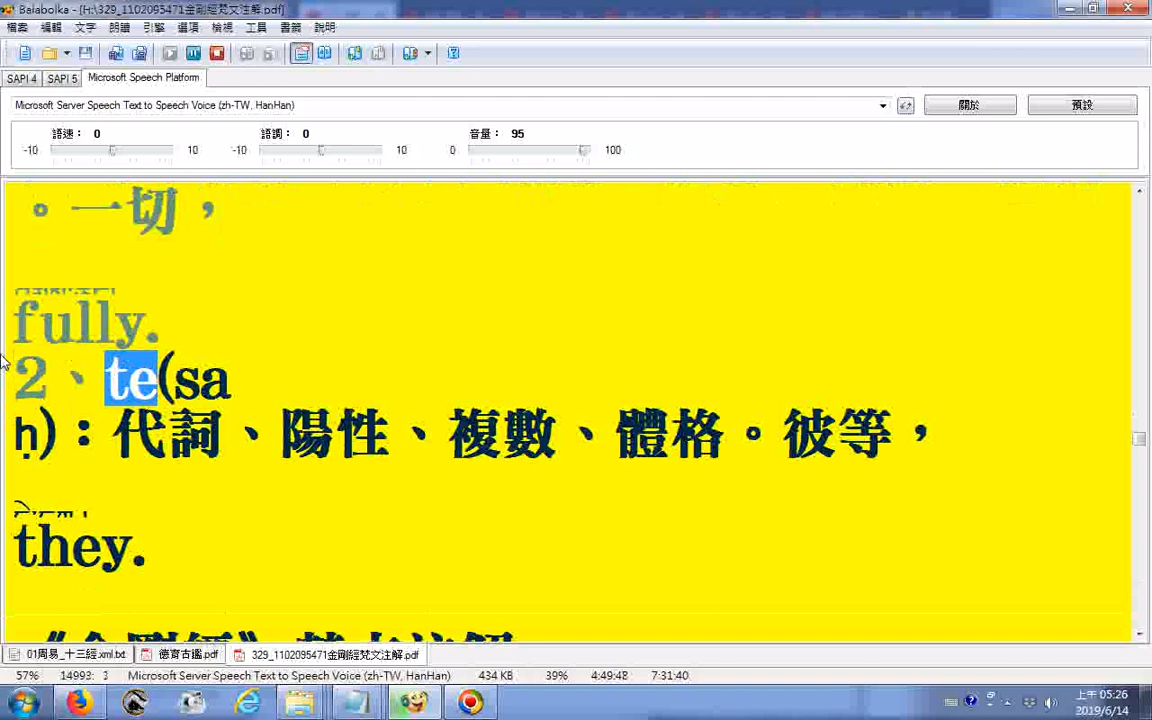 Balabolka - [H:\329_1102095471金剛經梵文注解.pdf]
檔案 編輯 文字 朗讀 引擎 選項 檢視 工具 書籤 說明
SAPI 4 SAPI 5 Microsoft Speech Platform
Microsoft Server Speech Text to Speech Voice (zh-TW, HanHan) 關於 預設
語速： 0 語調： 0 音量： 95
-10 10 -10 10 0 100
。一切，
fully.
2、te(sa
ḥ)：代詞、陽性、複數、體格。彼等，
they.
01周易_十三經.xml.txt 德育古鑑.pdf 329_1102095471金剛經梵文注解.pdf
57% 14993: Microsoft Server Speech Text to Speech Voice (zh-TW, HanHan) 434 KB 39% 4:49:48 7:31:40
上午 05:26
2019/6/14